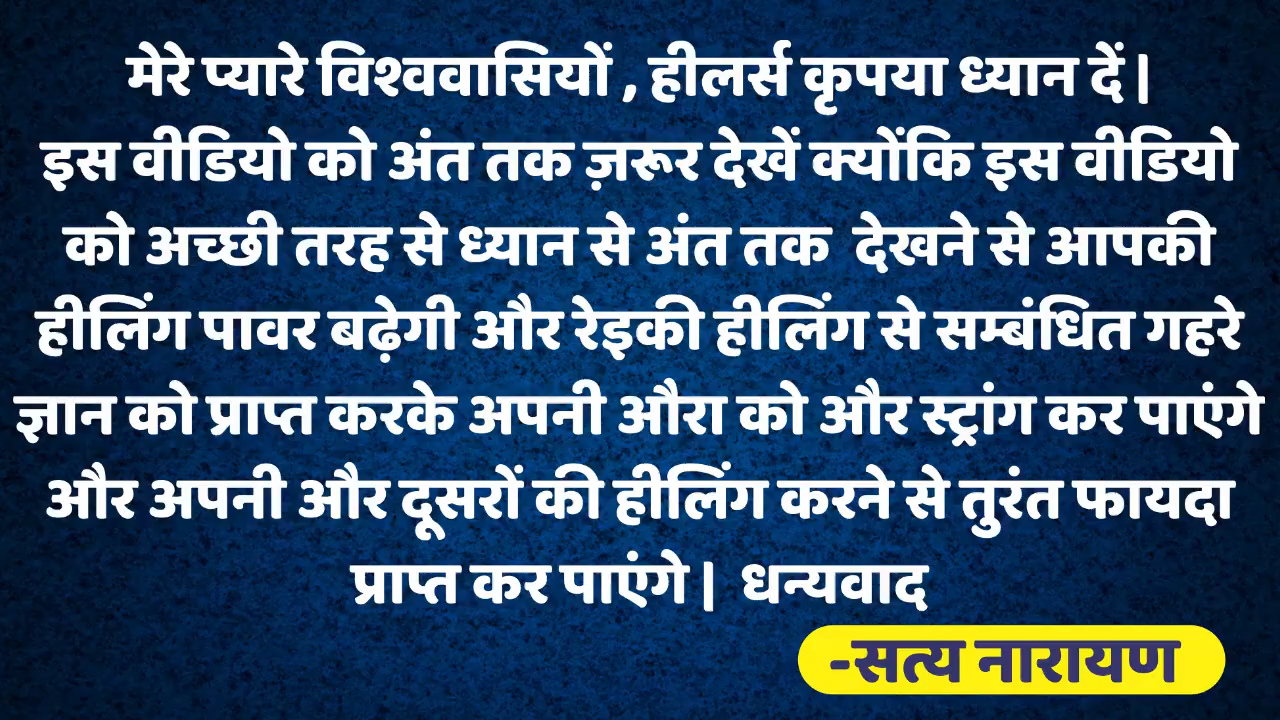 मेरे प्यारे विश्ववासियों , हीलर्स कृपया ध्यान दें |
इस वीडियो को अंत तक ज़रूर देखें क्योंकि इस वीडियो
को अच्छी तरह से ध्यान से अंत तक देखने से आपकी
हीलिंग पावर बढ़ेगी और रेइकी हीलिंग से सम्बंधित गहरे
ज्ञान को प्राप्त करके अपनी औरा को और स्ट्रांग कर पाएंगे
और अपनी और दूसरों की हीलिंग करने से तुरंत फायदा
प्राप्त कर पाएंगे | धन्यवाद
-सत्य नारायण